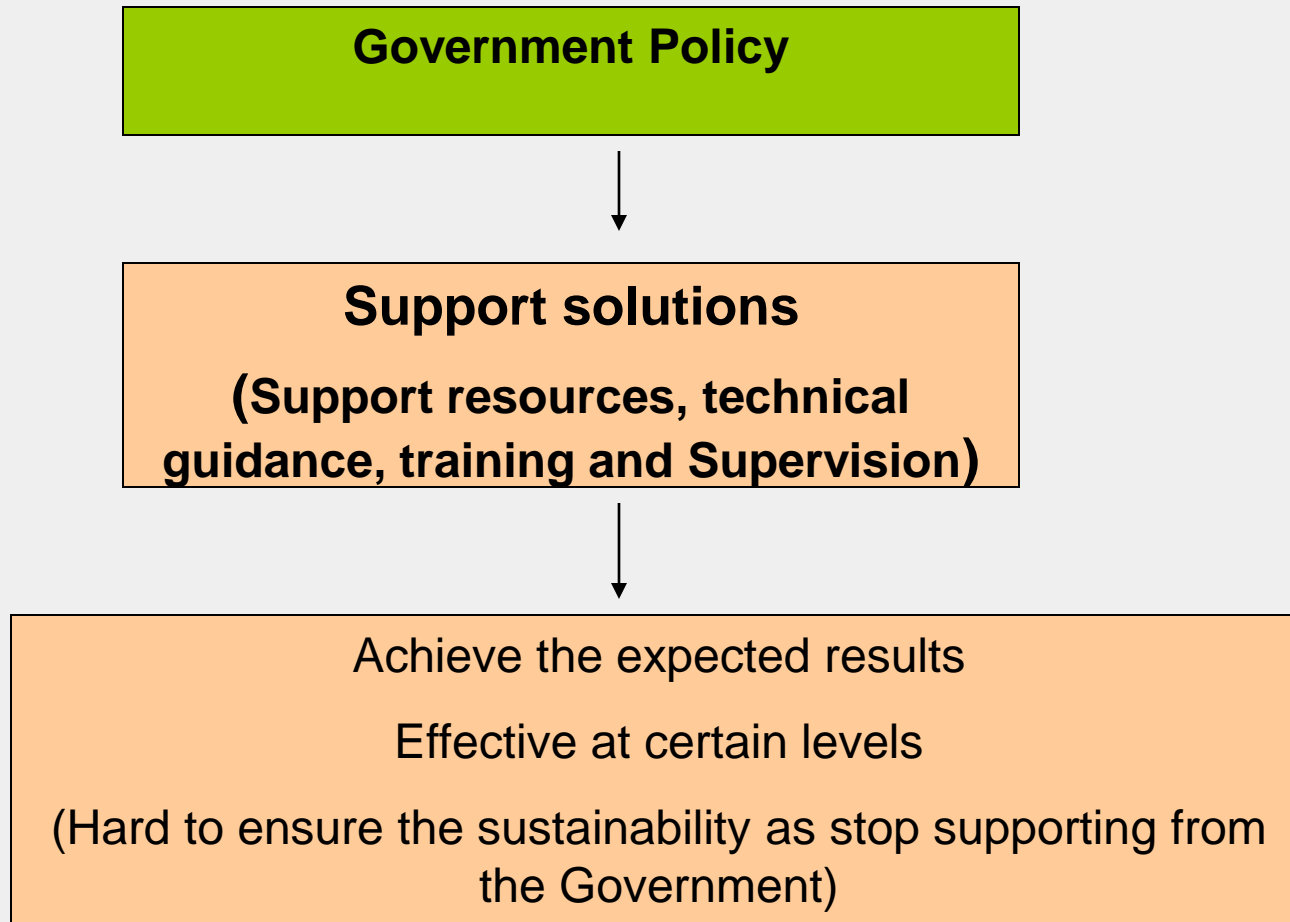 Government Policy
Support solutions
(Support resources, technical
guidance, training and Supervision)
Achieve the expected results
Effective at certain levels
(Hard to ensure the sustainability as stop supporting from
the Government)